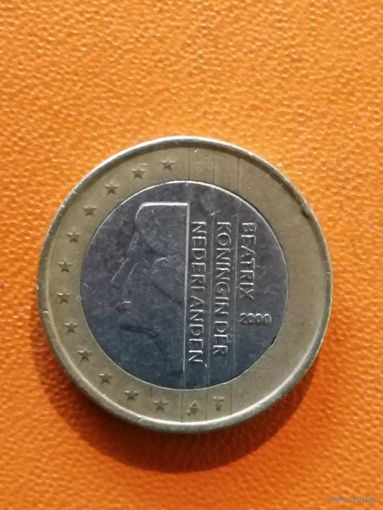 BEATRIX
KONINGIN DER
NEDERLANDEN
2000